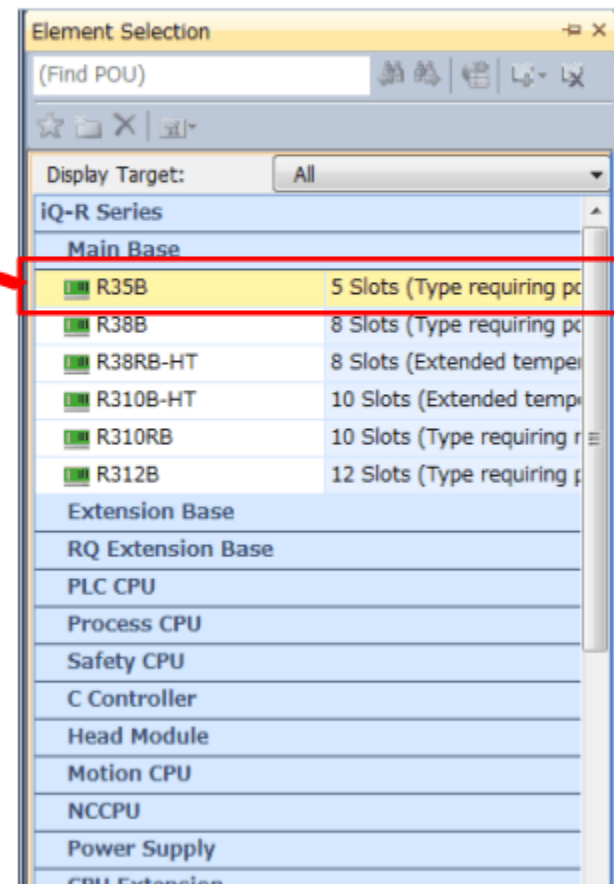 Element Selection
(Find POU)
Display Target: All
iQ-R Series
Main Base
R35B 5 Slots (Type requiring po
R38B 8 Slots (Type requiring po
R38RB-HT 8 Slots (Extended temper
R310B-HT 10 Slots (Extended tempe
R310RB 10 Slots (Type requiring r
R312B 12 Slots (Type requiring p
Extension Base
RQ Extension Base
PLC CPU
Process CPU
Safety CPU
C Controller
Head Module
Motion CPU
NCCPU
Power Supply
CPU Extension